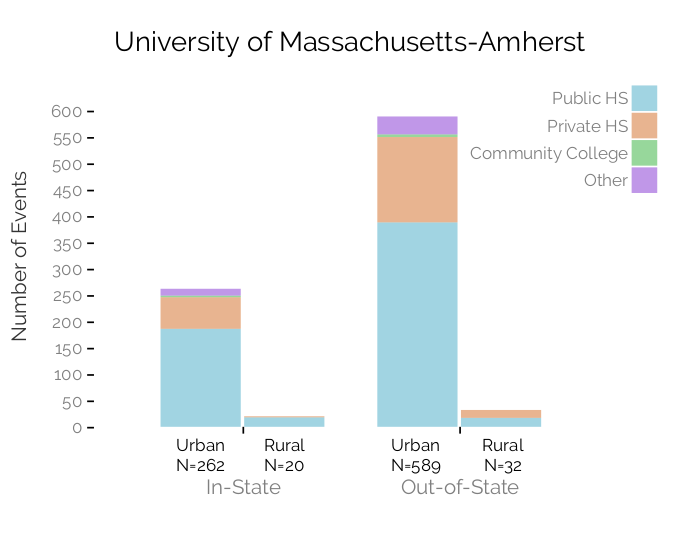 University of Massachusetts-Amherst
Public HS
Private HS
Community College
Other
Number of Events
600
550
500
450
400
350
300
250
200
150
100
50
0
Urban Rural Urban Rural
N=262 N=20 N=589 N=32
In-State Out-of-State